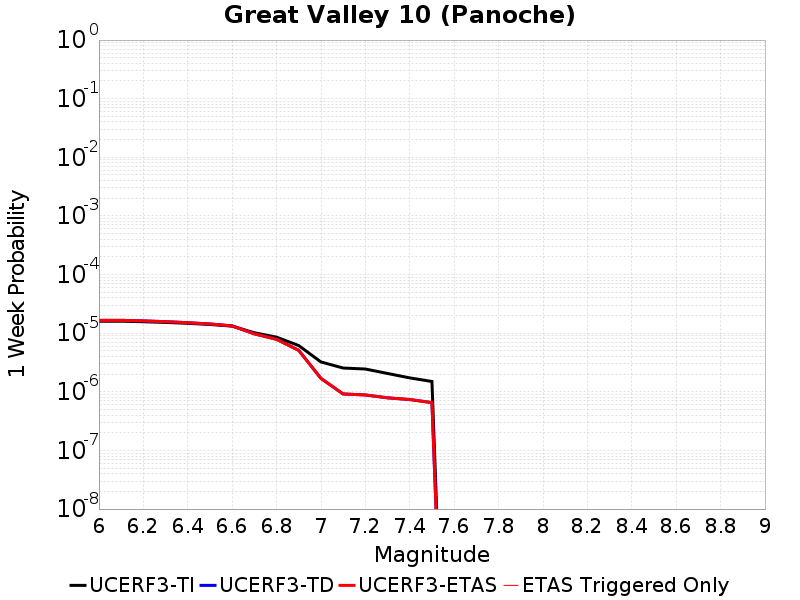 Great Valley 10 (Panoche)
1 Week Probability
10^0
10^-1
10^-2
10^-3
10^-4
10^-5
10^-6
10^-7
10^-8
6 6.2 6.4 6.6 6.8 7 7.2 7.4 7.6 7.8 8 8.2 8.4 8.6 8.8 9
Magnitude
UCERF3-TI UCERF3-TD UCERF3-ETAS ETAS Triggered Only